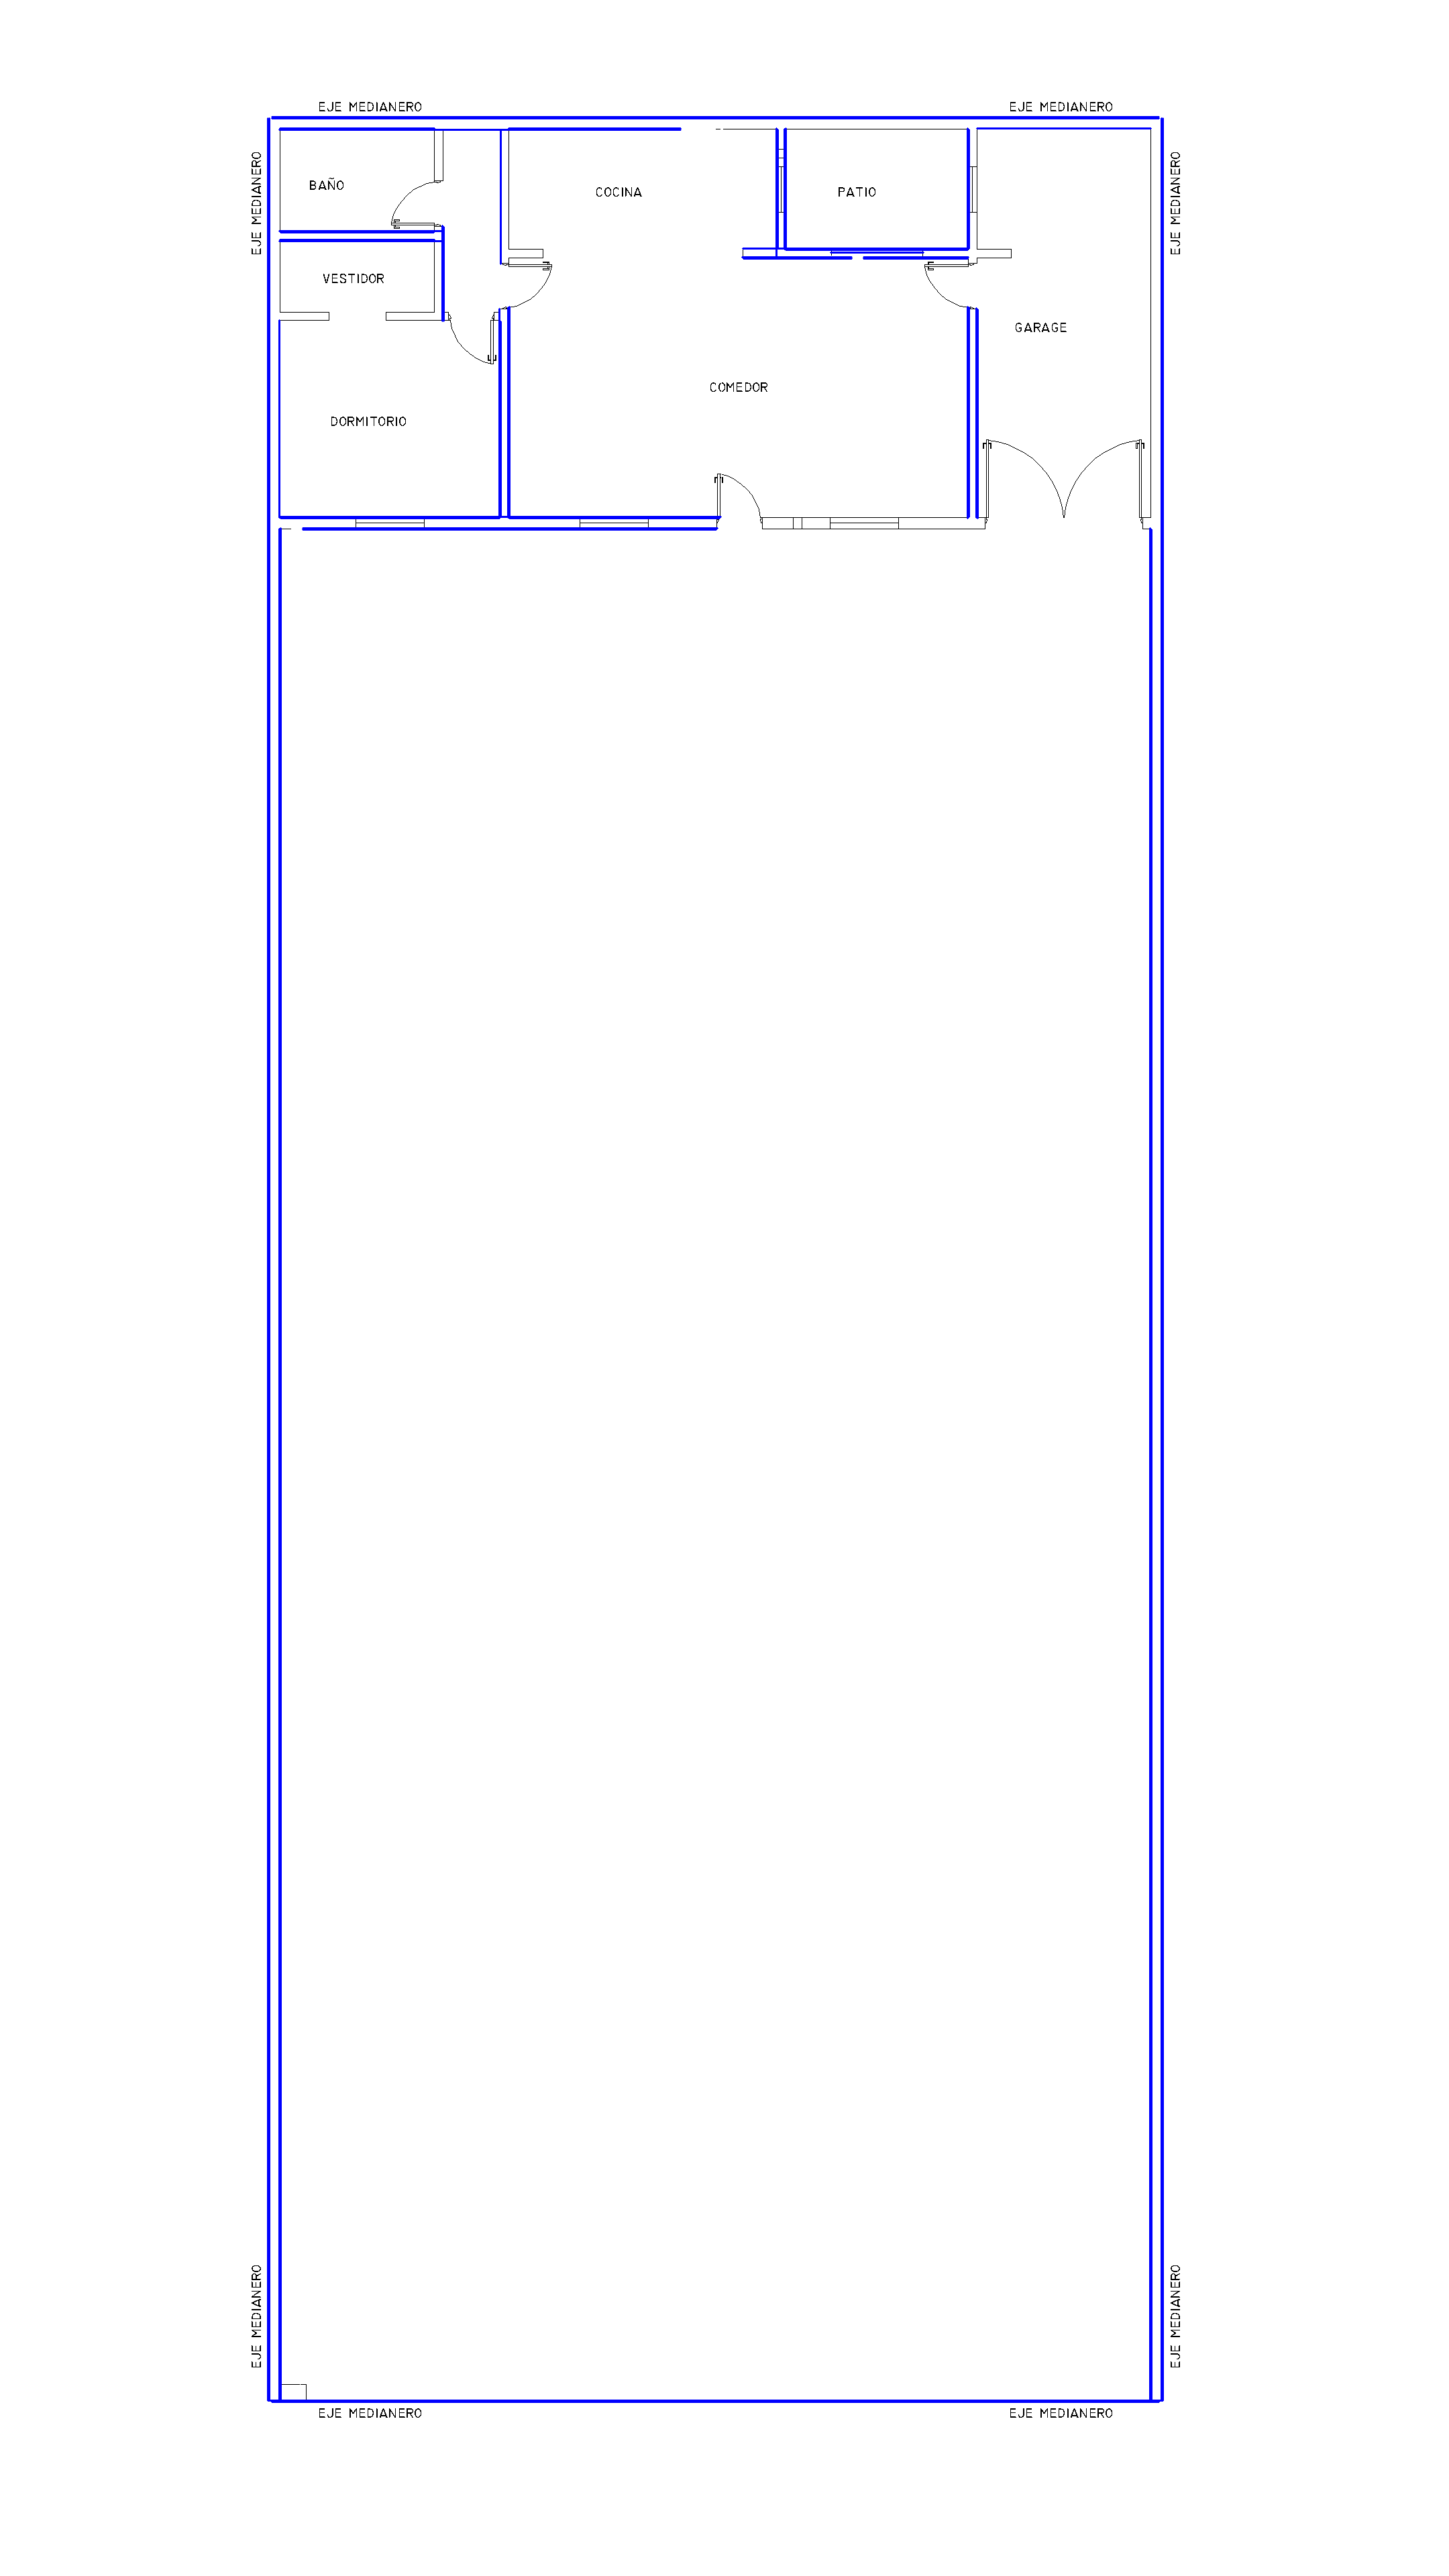 EJE MEDIANERO
EJE MEDIANERO
EJE MEDIANERO
EJE MEDIANERO
BAÑO
COCINA
PATIO
VESTIDOR
GARAGE
COMEDOR
DORMITORIO
EJE MEDIANERO
EJE MEDIANERO
EJE MEDIANERO
EJE MEDIANERO